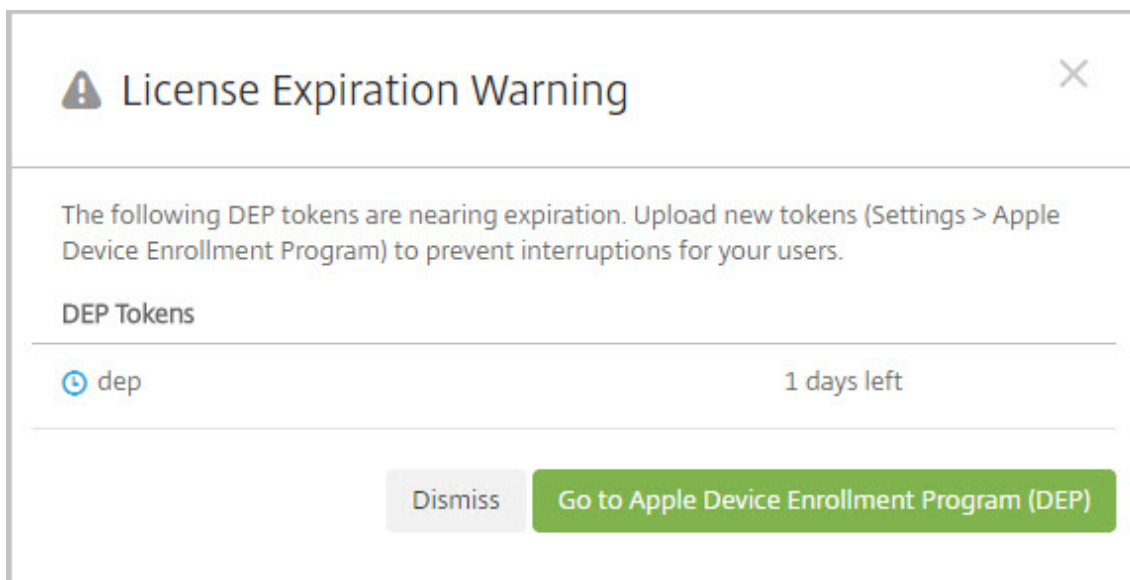 License Expiration Warning
The following DEP tokens are nearing expiration. Upload new tokens (Settings > Apple
Device Enrollment Program) to prevent interruptions for your users.
DEP Tokens
dep 1 days left
Dismiss Go to Apple Device Enrollment Program (DEP)